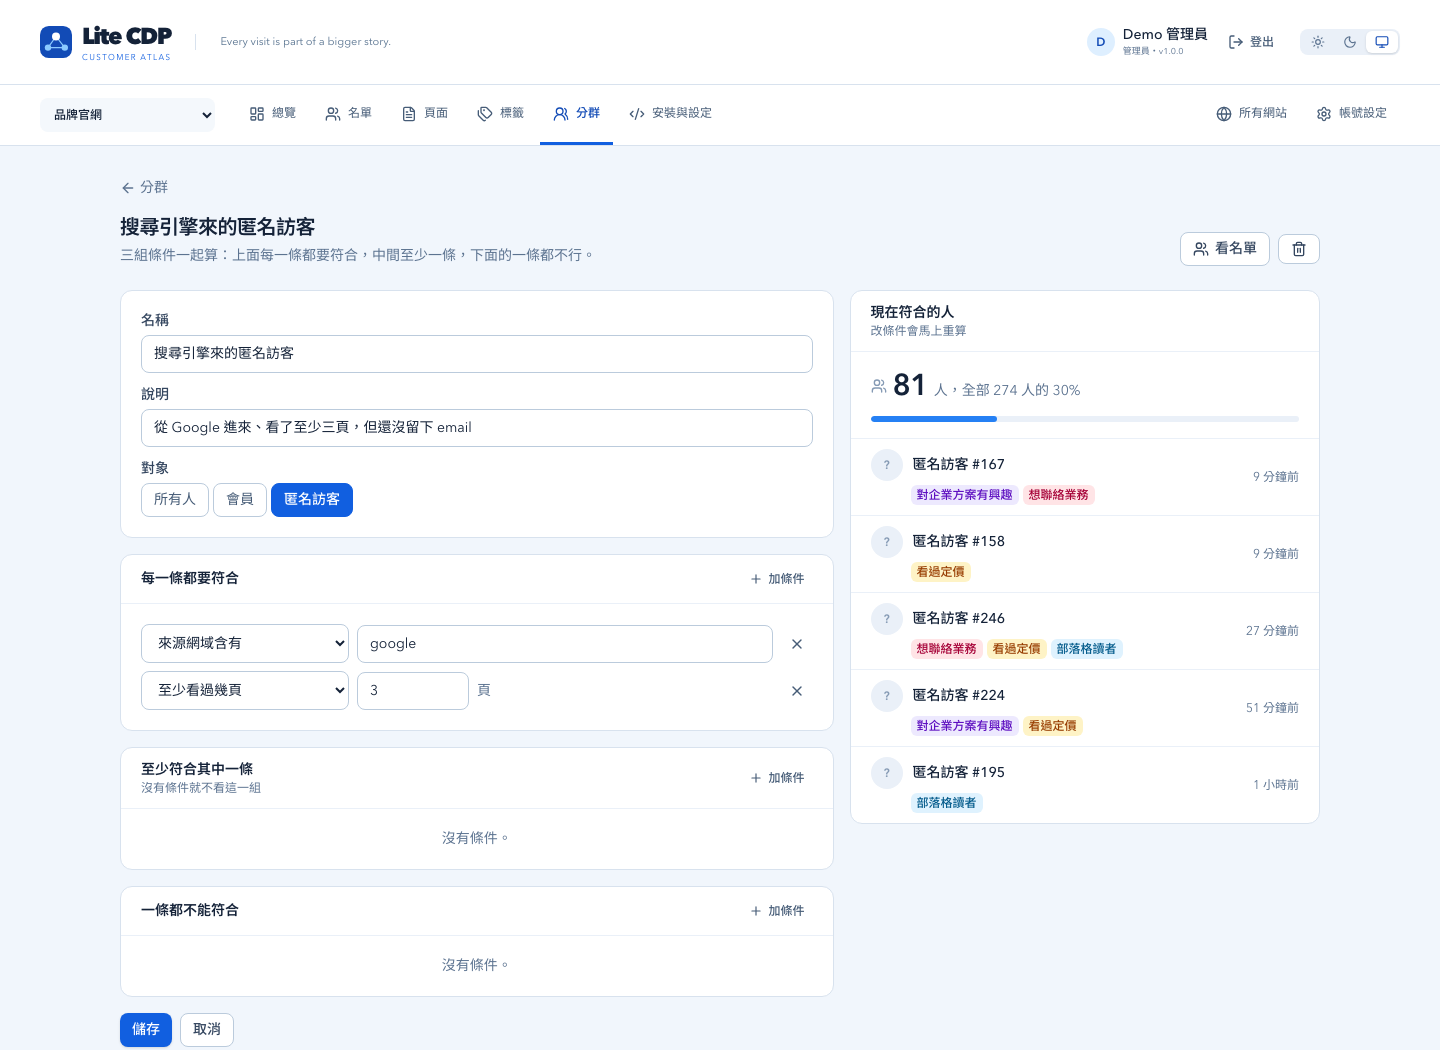 Lite CDP
CUSTOMER ATLAS
Every visit is part of a bigger story.
D
Demo 管理員
管理員・v1.0.0
登出
品牌官網
總覽
名單
頁面
標籤
分群
安裝與設定
所有網站
帳號設定
分群
搜尋引擎來的匿名訪客
三組條件一起算：上面每一條都要符合，中間至少一條，下面的一條都不行。
看名單
名稱
搜尋引擎來的匿名訪客
說明
從 Google 進來、看了至少三頁，但還沒留下 email
對象
所有人
會員
匿名訪客
每一條都要符合
加條件
來源網域含有
google
至少看過幾頁
3
頁
至少符合其中一條
沒有條件就不看這一組
加條件
沒有條件。
一條都不能符合
加條件
沒有條件。
儲存
取消
現在符合的人
改條件會馬上重算
81 人，全部 274 人的 30%
?
匿名訪客 #167
9 分鐘前
對企業方案有興趣
想聯絡業務
?
匿名訪客 #158
9 分鐘前
看過定價
?
匿名訪客 #246
27 分鐘前
想聯絡業務
看過定價
部落格讀者
?
匿名訪客 #224
51 分鐘前
對企業方案有興趣
看過定價
?
匿名訪客 #195
1 小時前
部落格讀者